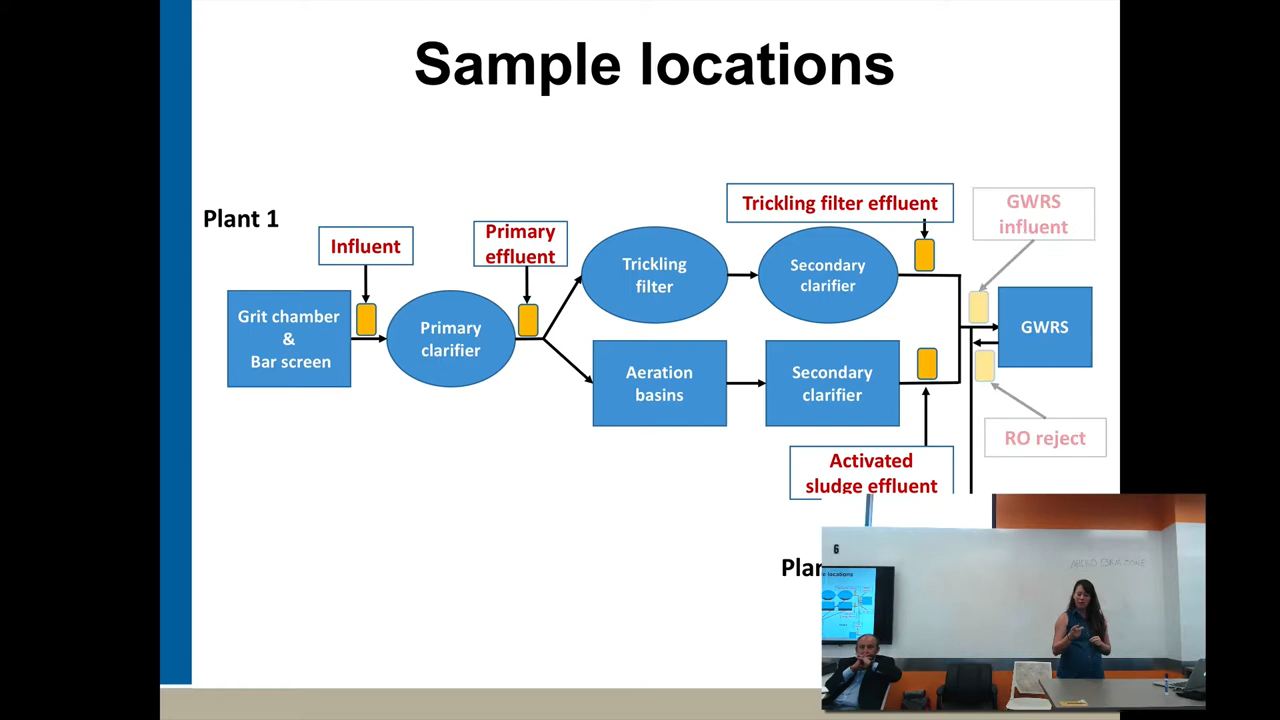 Sample locations
Plant 1
Influent
Primary
effluent
Trickling filter effluent
GWRS
influent
Grit chamber
&
Bar screen
Primary
clarifier
Trickling
filter
Secondary
clarifier
Aeration
basins
Secondary
clarifier
GWRS
RO reject
Activated
sludge effluent
6